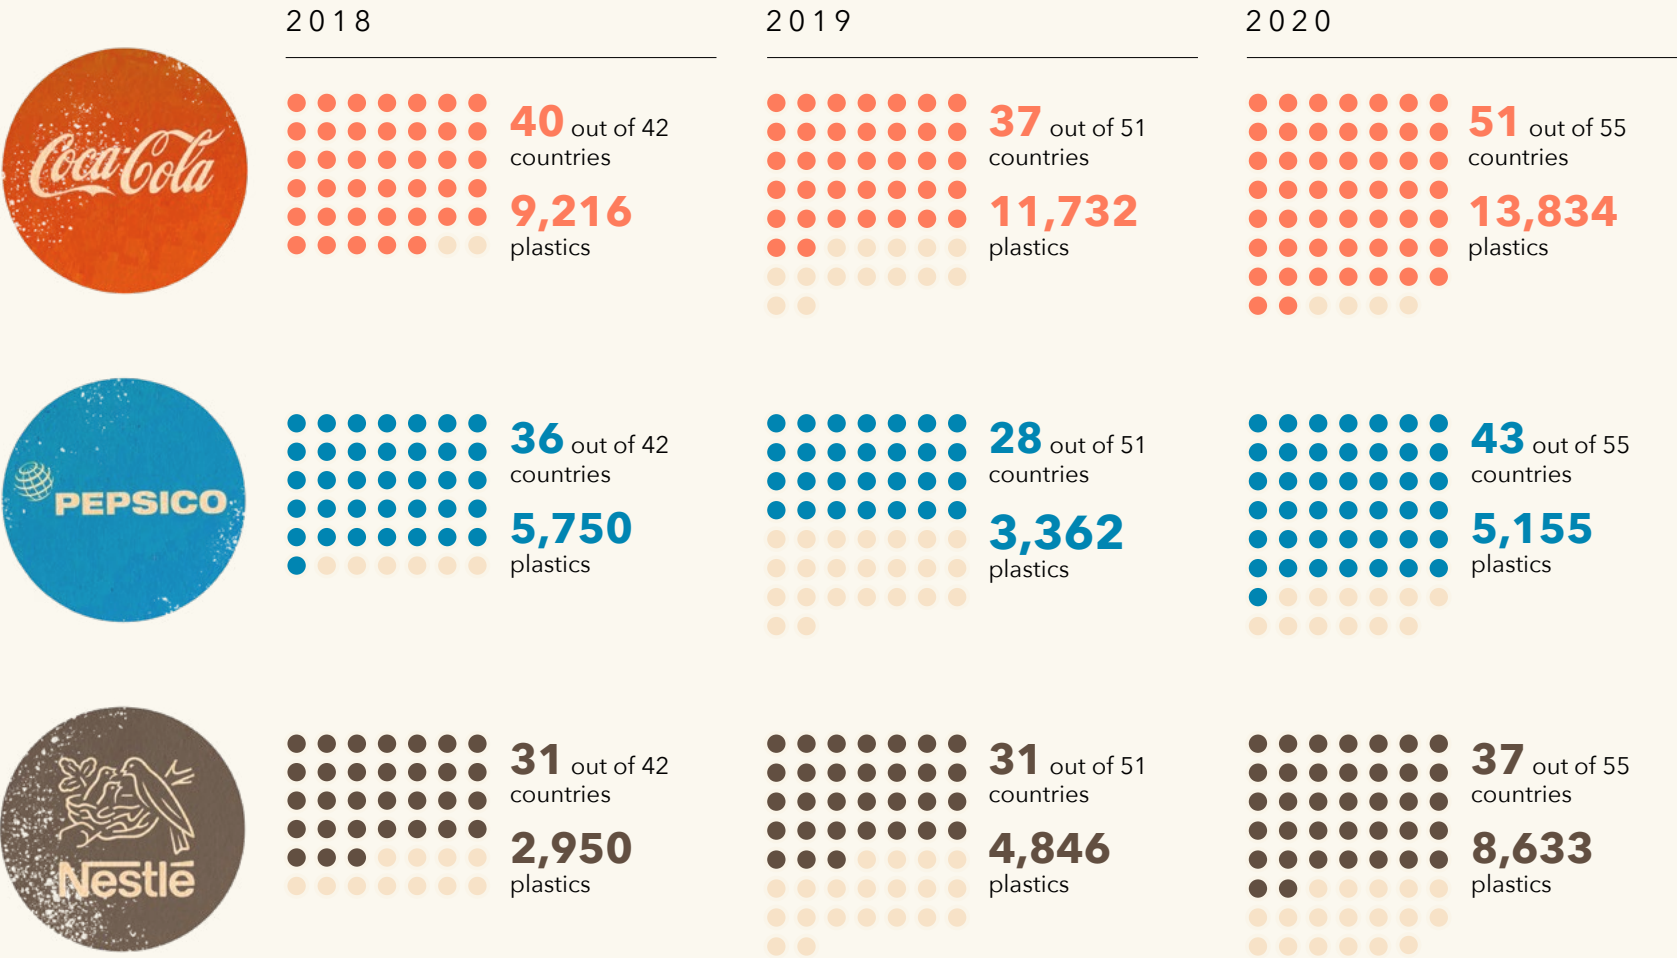 2018
2019
2020
Coca-Cola
40 out of 42
countries
9,216
plastics
37 out of 51
countries
11,732
plastics
51 out of 55
countries
13,834
plastics
PEPSICO
36 out of 42
countries
5,750
plastics
28 out of 51
countries
3,362
plastics
43 out of 55
countries
5,155
plastics
Nestlé
31 out of 42
countries
2,950
plastics
31 out of 51
countries
4,846
plastics
37 out of 55
countries
8,633
plastics